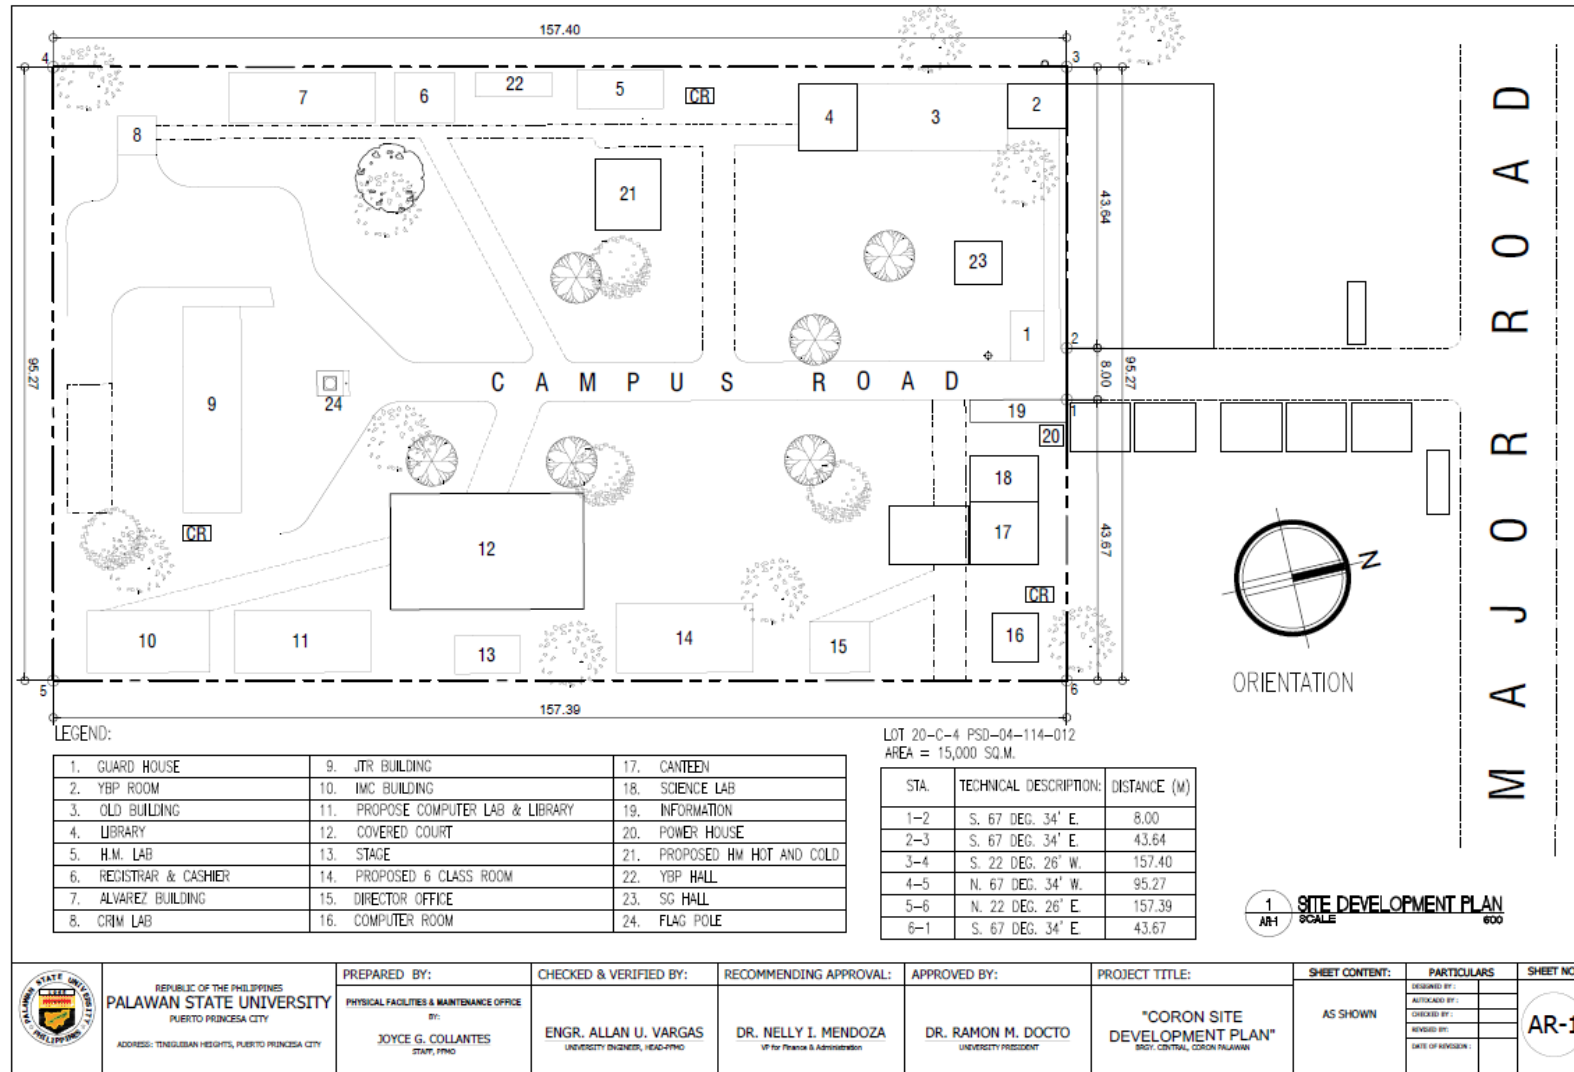 157.40
4
3
22
5
7
6
CR
4
3
2
8
21
43.64
23
1
2
95.27
CAMPUS ROAD
8.00
95.27
9
24
19
1
20
18
17
43.67
CR
12
CR
10
11
13
14
15
16
5
6
157.39
MAJOR ROAD
N
ORIENTATION
LEGEND:
1. GUARD HOUSE
2. YBP ROOM
3. OLD BUILDING
4. LIBRARY
5. H.M. LAB
6. REGISTRAR & CASHIER
7. ALVAREZ BUILDING
8. CRIM LAB
9. JTR BUILDING
10. IMC BUILDING
11. PROPOSE COMPUTER LAB & LIBRARY
12. COVERED COURT
13. STAGE
14. PROPOSED 6 CLASS ROOM
15. DIRECTOR OFFICE
16. COMPUTER ROOM
17. CANTEEN
18. SCIENCE LAB
19. INFORMATION
20. POWER HOUSE
21. PROPOSED HM HOT AND COLD
22. YBP HALL
23. SG HALL
24. FLAG POLE
LOT 20-C-4 PSD-04-114-012
AREA = 15,000 SQ.M.
STA. TECHNICAL DESCRIPTION: DISTANCE (M)
1-2 S. 67 DEG. 34' E. 8.00
2-3 S. 67 DEG. 34' E. 43.64
3-4 S. 22 DEG. 26' W. 157.40
4-5 N. 67 DEG. 34' W. 95.27
5-6 N. 22 DEG. 26' E. 157.39
6-1 S. 67 DEG. 34' E. 43.67
1
AR-1
SITE DEVELOPMENT PLAN
SCALE 600
PALAWAN STATE UNIVERSITY
PHILIPPINES
REPUBLIC OF THE PHILIPPINES
PALAWAN STATE UNIVERSITY
PUERTO PRINCESA CITY
ADDRESS: TINIGUIBAN HEIGHTS, PUERTO PRINCESA CITY
PREPARED BY:
PHYSICAL FACILITIES & MAINTENANCE OFFICE
BY:
JOYCE G. COLLANTES
STAFF, PFMO
CHECKED & VERIFIED BY:
ENGR. ALLAN U. VARGAS
UNIVERSITY ENGINEER, HEAD-PFMO
RECOMMENDING APPROVAL:
DR. NELLY I. MENDOZA
VP for Finance & Administration
APPROVED BY:
DR. RAMON M. DOCTO
UNIVERSITY PRESIDENT
PROJECT TITLE:
"CORON SITE
DEVELOPMENT PLAN"
BRGY. CENTRAL, CORON PALAWAN
SHEET CONTENT:
AS SHOWN
PARTICULARS
DESIGNED BY :
AUTOCADD BY :
CHECKED BY :
REVISED BY:
DATE OF REVISION :
SHEET NO
AR-1